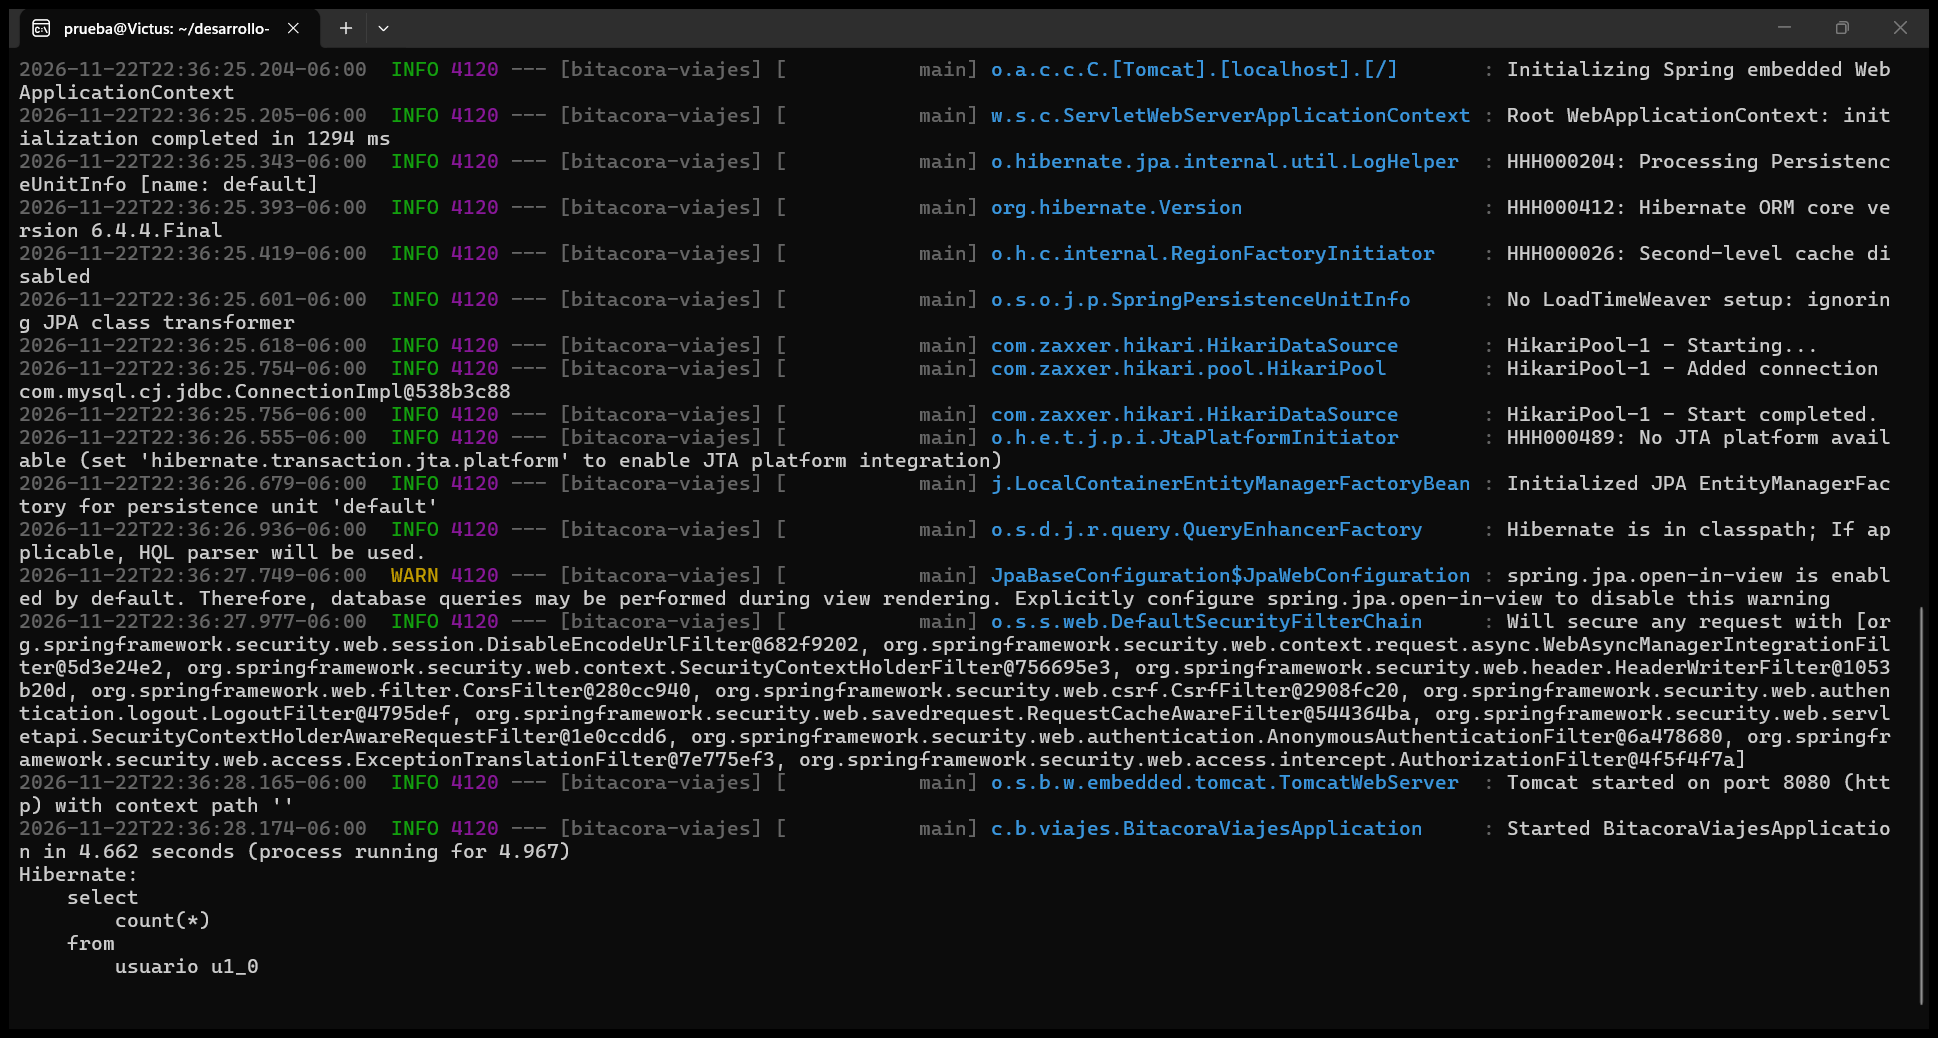 prueba@Victus: ~/desarrollo-
2026-11-22T22:36:25.204-06:00  INFO 4120 --- [bitacora-viajes] [           main] o.a.c.c.C.[Tomcat].[localhost].[/]       : Initializing Spring embedded Web
ApplicationContext
2026-11-22T22:36:25.205-06:00  INFO 4120 --- [bitacora-viajes] [           main] w.s.c.ServletWebServerApplicationContext : Root WebApplicationContext: init
ialization completed in 1294 ms
2026-11-22T22:36:25.343-06:00  INFO 4120 --- [bitacora-viajes] [           main] o.hibernate.jpa.internal.util.LogHelper  : HHH000204: Processing Persistenc
eUnitInfo [name: default]
2026-11-22T22:36:25.393-06:00  INFO 4120 --- [bitacora-viajes] [           main] org.hibernate.Version                    : HHH000412: Hibernate ORM core ve
rsion 6.4.4.Final
2026-11-22T22:36:25.419-06:00  INFO 4120 --- [bitacora-viajes] [           main] o.h.c.internal.RegionFactoryInitiator    : HHH000026: Second-level cache di
sabled
2026-11-22T22:36:25.601-06:00  INFO 4120 --- [bitacora-viajes] [           main] o.s.o.j.p.SpringPersistenceUnitInfo      : No LoadTimeWeaver setup: ignorin
g JPA class transformer
2026-11-22T22:36:25.618-06:00  INFO 4120 --- [bitacora-viajes] [           main] com.zaxxer.hikari.HikariDataSource       : HikariPool-1 - Starting...
2026-11-22T22:36:25.754-06:00  INFO 4120 --- [bitacora-viajes] [           main] com.zaxxer.hikari.pool.HikariPool        : HikariPool-1 - Added connection
com.mysql.cj.jdbc.ConnectionImpl@538b3c88
2026-11-22T22:36:25.756-06:00  INFO 4120 --- [bitacora-viajes] [           main] com.zaxxer.hikari.HikariDataSource       : HikariPool-1 - Start completed.
2026-11-22T22:36:26.555-06:00  INFO 4120 --- [bitacora-viajes] [           main] o.h.e.t.j.p.i.JtaPlatformInitiator       : HHH000489: No JTA platform avail
able (set 'hibernate.transaction.jta.platform' to enable JTA platform integration)
2026-11-22T22:36:26.679-06:00  INFO 4120 --- [bitacora-viajes] [           main] j.LocalContainerEntityManagerFactoryBean : Initialized JPA EntityManagerFac
tory for persistence unit 'default'
2026-11-22T22:36:26.936-06:00  INFO 4120 --- [bitacora-viajes] [           main] o.s.d.j.r.query.QueryEnhancerFactory     : Hibernate is in classpath; If ap
plicable, HQL parser will be used.
2026-11-22T22:36:27.749-06:00  WARN 4120 --- [bitacora-viajes] [           main] JpaBaseConfiguration$JpaWebConfiguration : spring.jpa.open-in-view is enabl
ed by default. Therefore, database queries may be performed during view rendering. Explicitly configure spring.jpa.open-in-view to disable this warning
2026-11-22T22:36:27.977-06:00  INFO 4120 --- [bitacora-viajes] [           main] o.s.s.web.DefaultSecurityFilterChain     : Will secure any request with [or
g.springframework.security.web.session.DisableEncodeUrlFilter@682f9202, org.springframework.security.web.context.request.async.WebAsyncManagerIntegrationFil
ter@5d3e24e2, org.springframework.security.web.context.SecurityContextHolderFilter@756695e3, org.springframework.security.web.header.HeaderWriterFilter@1053
b20d, org.springframework.web.filter.CorsFilter@280cc940, org.springframework.security.web.csrf.CsrfFilter@2908fc20, org.springframework.security.web.authen
tication.logout.LogoutFilter@4795def, org.springframework.security.web.savedrequest.RequestCacheAwareFilter@544364ba, org.springframework.security.web.servl
etapi.SecurityContextHolderAwareRequestFilter@1e0ccdd6, org.springframework.security.web.authentication.AnonymousAuthenticationFilter@6a478680, org.springfr
amework.security.web.access.ExceptionTranslationFilter@7e775ef3, org.springframework.security.web.access.intercept.AuthorizationFilter@4f5f4f7a]
2026-11-22T22:36:28.165-06:00  INFO 4120 --- [bitacora-viajes] [           main] o.s.b.w.embedded.tomcat.TomcatWebServer  : Tomcat started on port 8080 (htt
p) with context path ''
2026-11-22T22:36:28.174-06:00  INFO 4120 --- [bitacora-viajes] [           main] c.b.viajes.BitacoraViajesApplication     : Started BitacoraViajesApplicatio
n in 4.662 seconds (process running for 4.967)
Hibernate:
    select
        count(*)
    from
        usuario u1_0